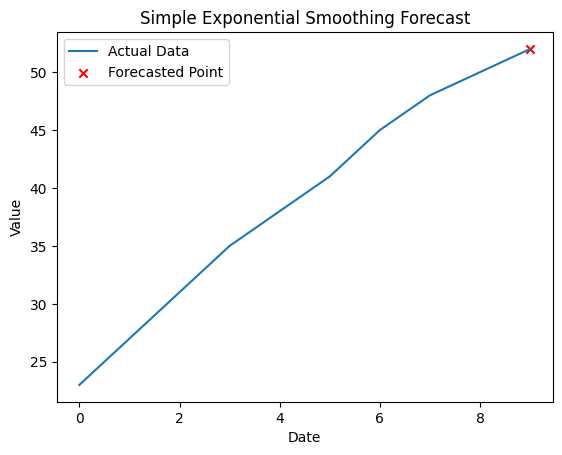 Simple Exponential Smoothing Forecast
Actual Data
Forecasted Point
50
45
40
35
30
25
Value
0
2
4
6
8
Date